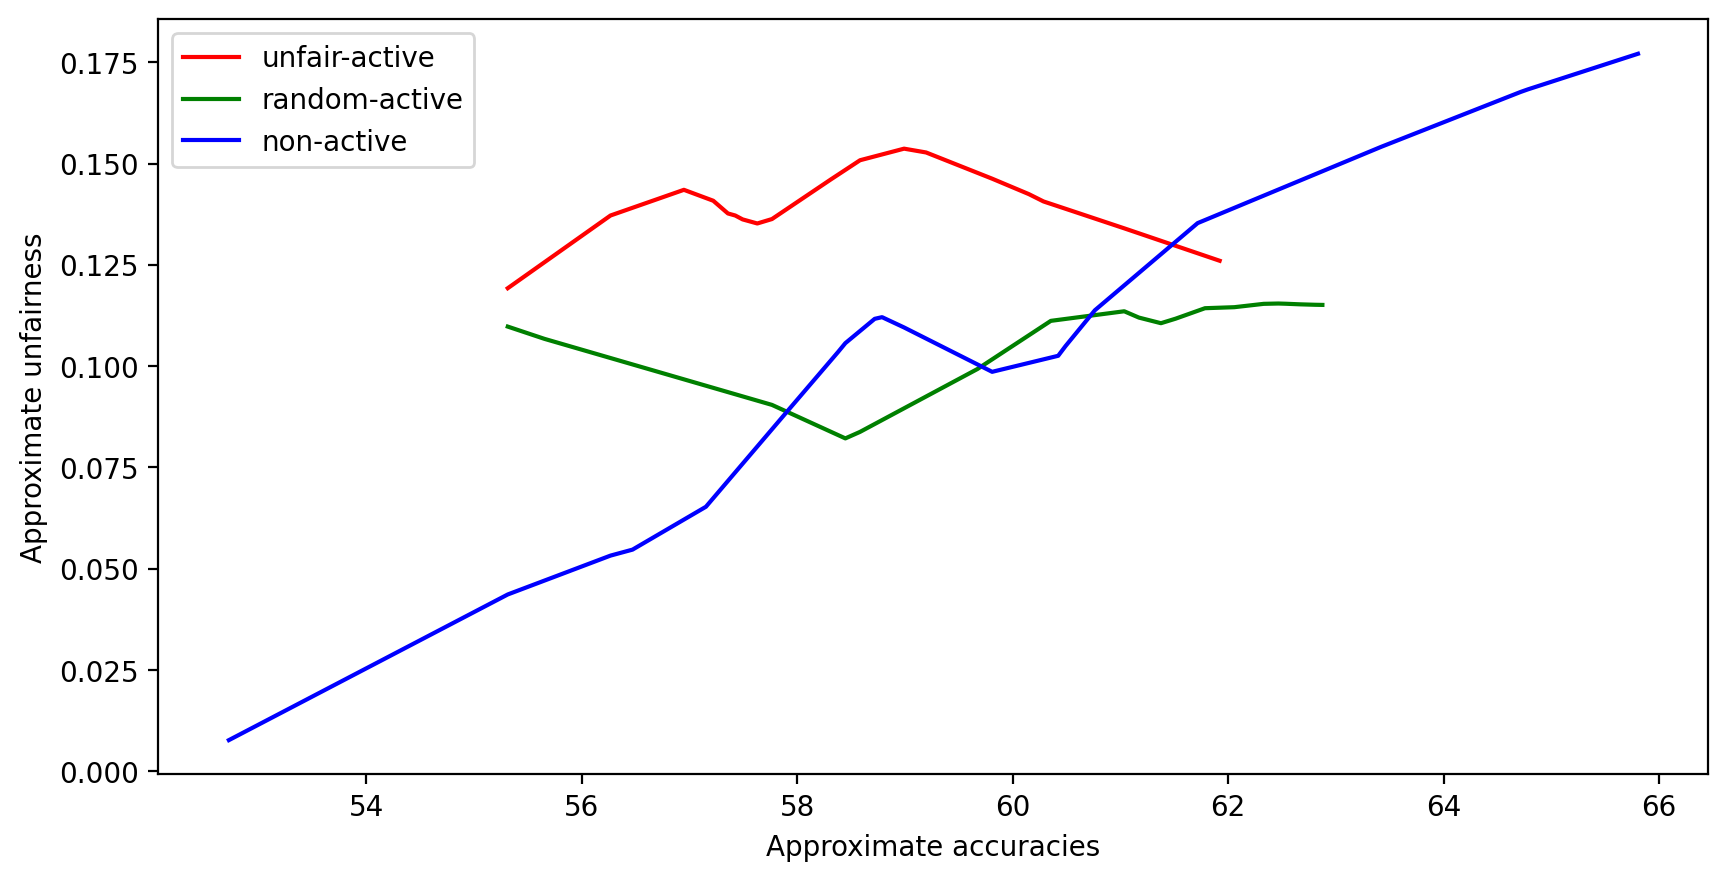 unfair-active
random-active
non-active
Approximate unfairness
0.175
0.150
0.125
0.100
0.075
0.050
0.025
0.000
54 56 58 60 62 64 66
Approximate accuracies